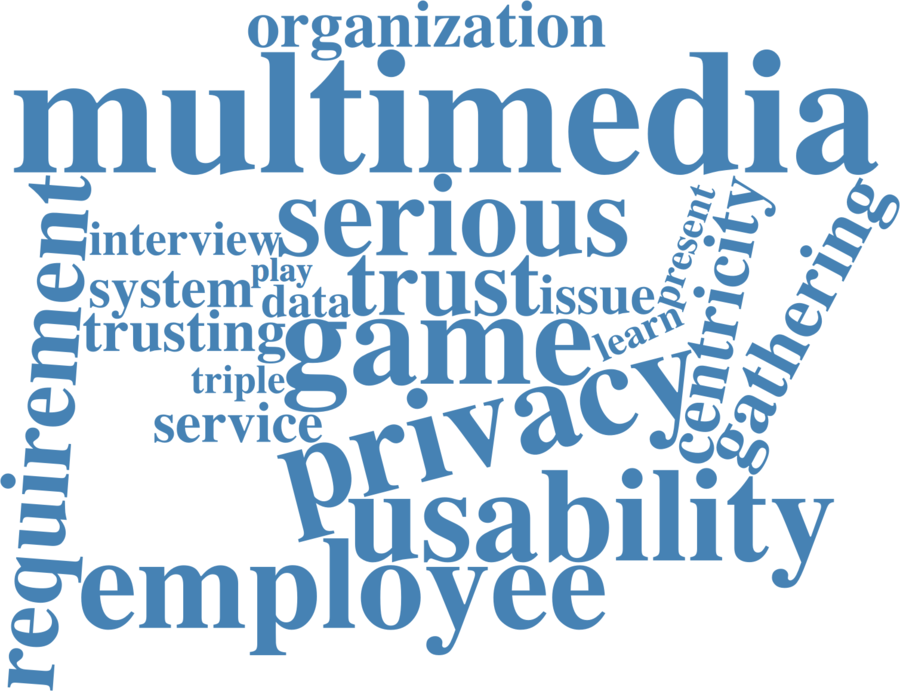 organization
multimedia
requirement
interview
serious
present
centricity
gathering
play
system
data
trust
issue
trusting
game
learn
triple
privacy
service
usability
employee